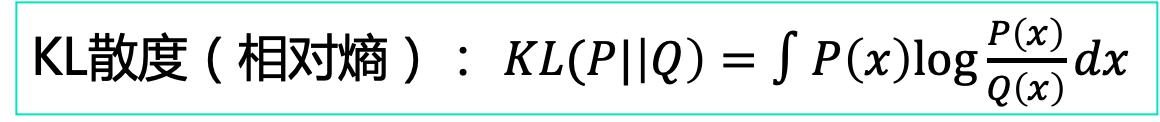 KL散度（相对熵）： KL(P||Q) = ∫ P(x)log P(x)/Q(x) dx